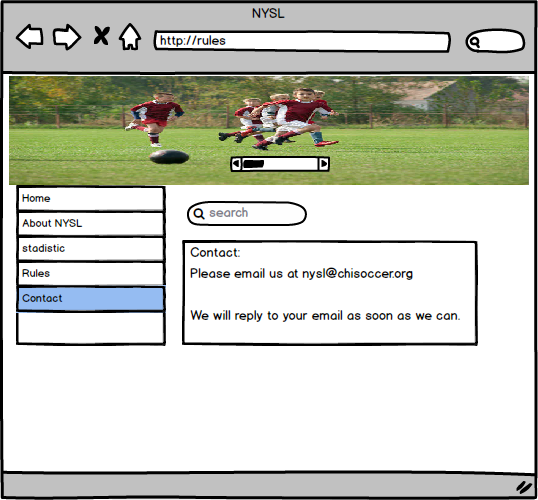 NYSL
http://rules
Home
About NYSL
stadistic
Rules
Contact
search
Contact:
Please email us at nysl@chisoccer.org
We will reply to your email as soon as we can.